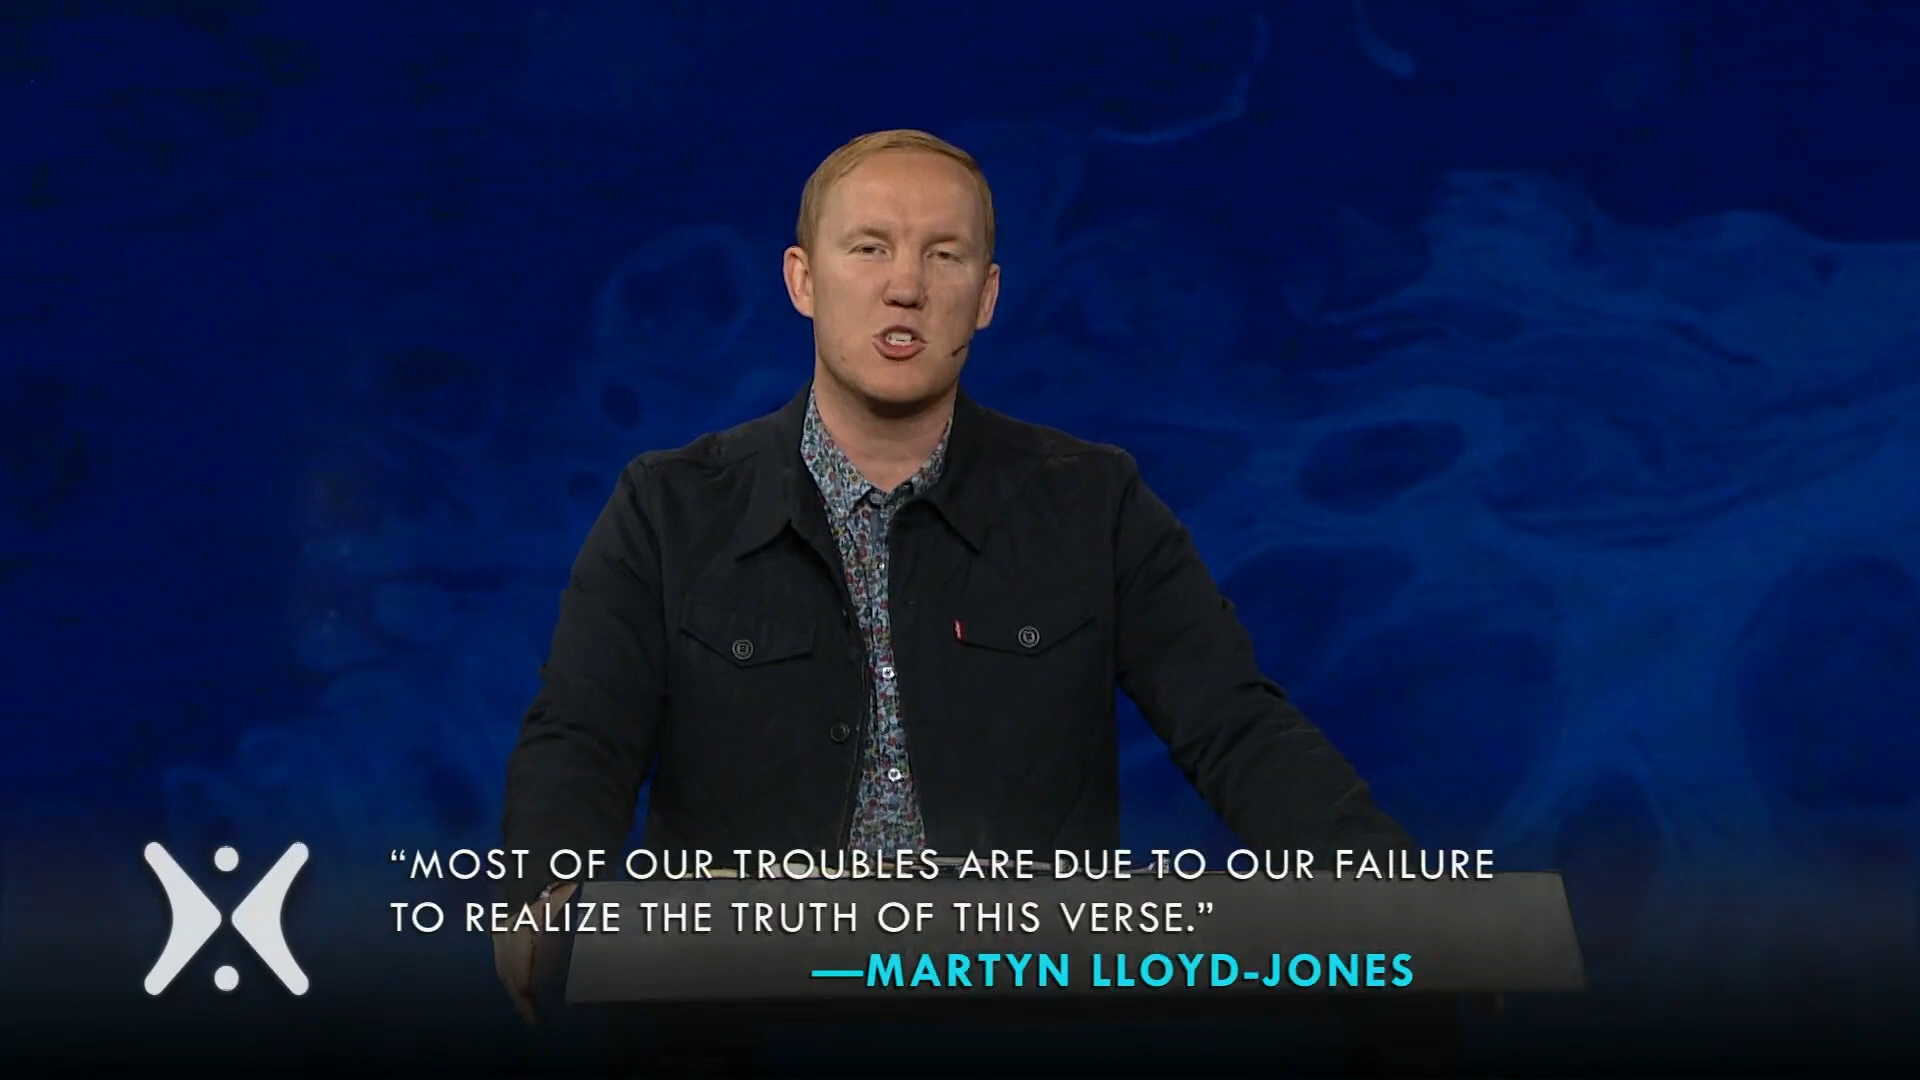 “MOST OF OUR TROUBLES ARE DUE TO OUR FAILURE
TO REALIZE THE TRUTH OF THIS VERSE.”
—MARTYN LLOYD-JONES